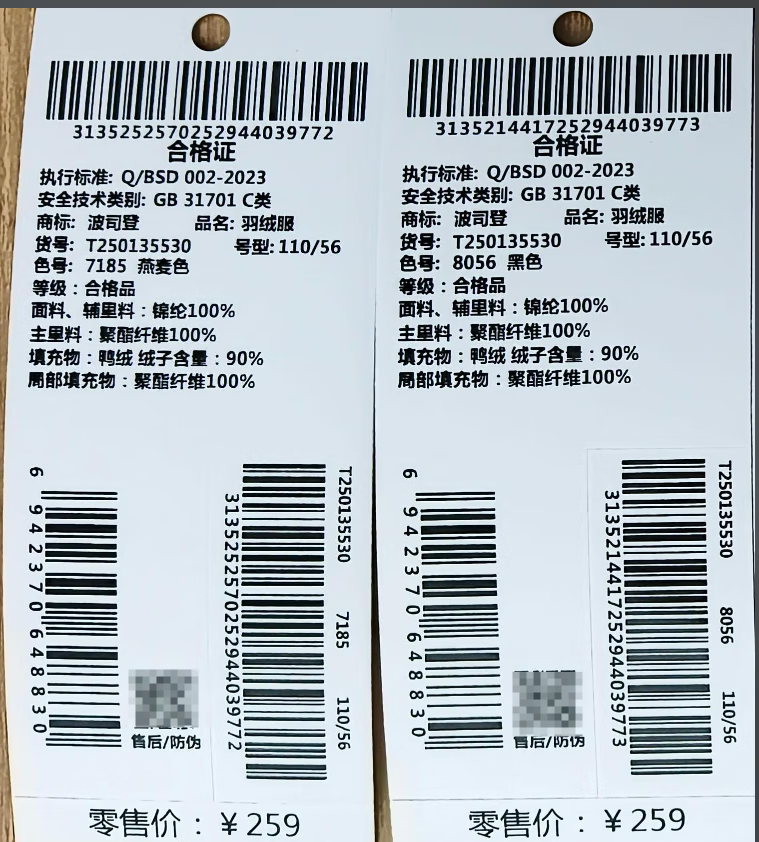 3135252570252944039772
合格证
执行标准: Q/BSD 002-2023
安全技术类别: GB 31701 C类
商标: 波司登 品名: 羽绒服
货号: T250135530 号型: 110/56
色号: 7185 燕麦色
等级：合格品
面料、辅里料：锦纶100%
主里料：聚酯纤维100%
填充物：鸭绒 绒子含量：90%
局部填充物：聚酯纤维100%
6 942370 648830
售后/防伪
3135252570252944039772
T250135530 7185 110/56
零售价：￥259
3135214417252944039773
合格证
执行标准: Q/BSD 002-2023
安全技术类别: GB 31701 C类
商标: 波司登 品名: 羽绒服
货号: T250135530 号型: 110/56
色号: 8056 黑色
等级：合格品
面料、辅里料：锦纶100%
主里料：聚酯纤维100%
填充物：鸭绒 绒子含量：90%
局部填充物：聚酯纤维100%
6 942370 648830
售后/防伪
3135214417252944039773
T250135530 8056 110/56
零售价：￥259